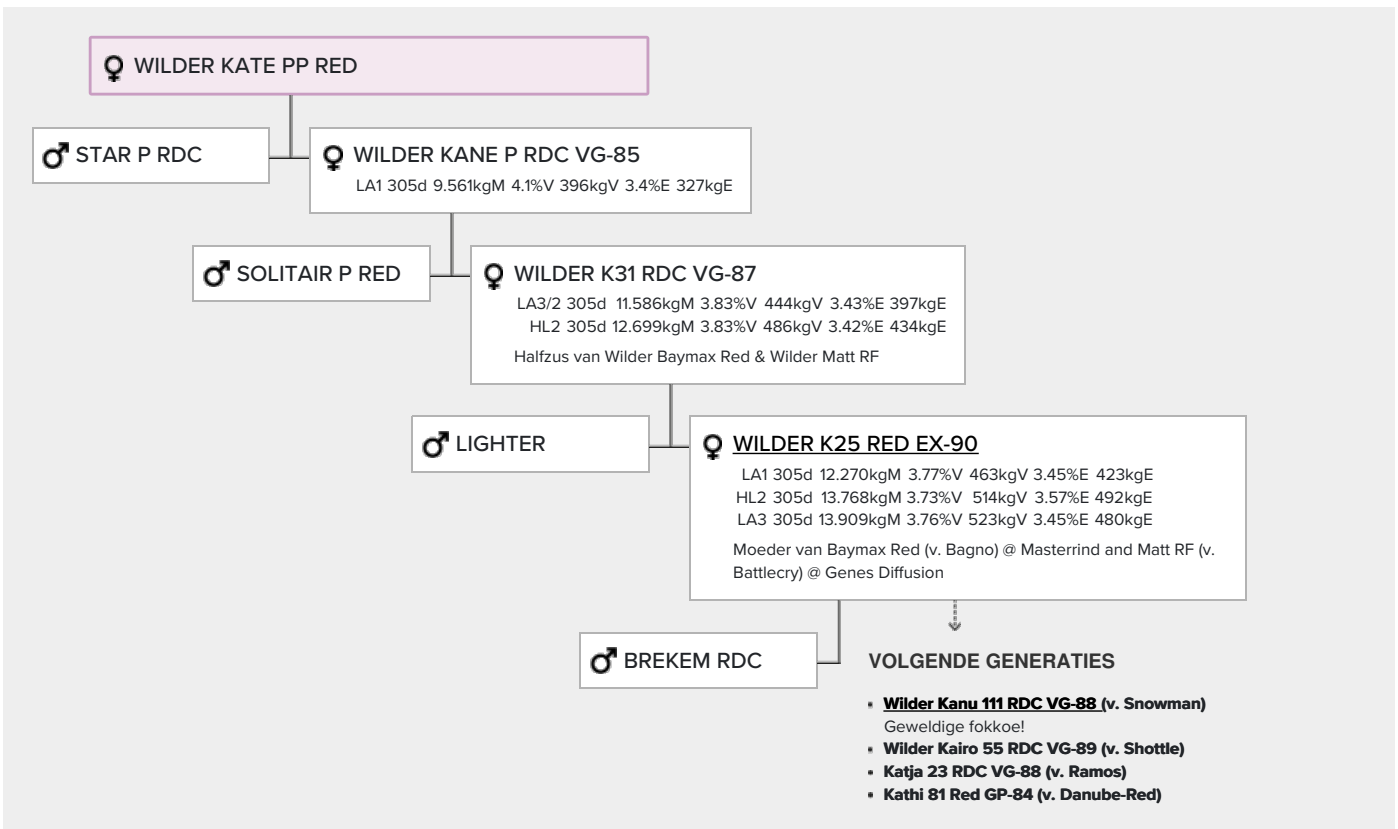 WILDER KATE PP RED
STAR P RDC
WILDER KANE P RDC VG-85
LA1 305d 9.561kgM 4.1%V 396kgV 3.4%E 327kgE
SOLITAIR P RED
WILDER K31 RDC VG-87
LA3/2 305d 11.586kgM 3.83%V 444kgV 3.43%E 397kgE
HL2 305d 12.699kgM 3.83%V 486kgV 3.42%E 434kgE
Halfzus van Wilder Baymax Red & Wilder Matt RF
LIGHTER
WILDER K25 RED EX-90
LA1 305d 12.270kgM 3.77%V 463kgV 3.45%E 423kgE
HL2 305d 13.768kgM 3.73%V 514kgV 3.57%E 492kgE
LA3 305d 13.909kgM 3.76%V 523kgV 3.45%E 480kgE
Moeder van Baymax Red (v. Bagno) @ Masterrind and Matt RF (v.
Battlecry) @ Genes Diffusion
BREKEM RDC
VOLGENDE GENERATIES
• Wilder Kanu 111 RDC VG-88 (v. Snowman)
Geweldige fokkoe!
• Wilder Kairo 55 RDC VG-89 (v. Shottle)
• Katja 23 RDC VG-88 (v. Ramos)
• Kathi 81 Red GP-84 (v. Danube-Red)